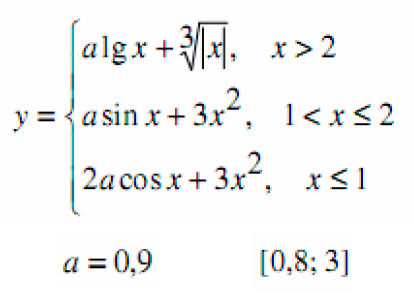 a lg x + ∛|x|, x > 2
y = { a sin x + 3x², 1 < x ≤ 2
2a cos x + 3x², x ≤ 1
a = 0,9 [0,8; 3]